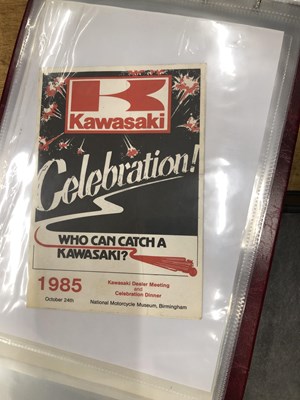 Kawasaki
Celebration!
WHO CAN CATCH A
KAWASAKI?
1985
October 24th
Kawasaki Dealer Meeting
and
Celebration Dinner
National Motorcycle Museum, Birmingham